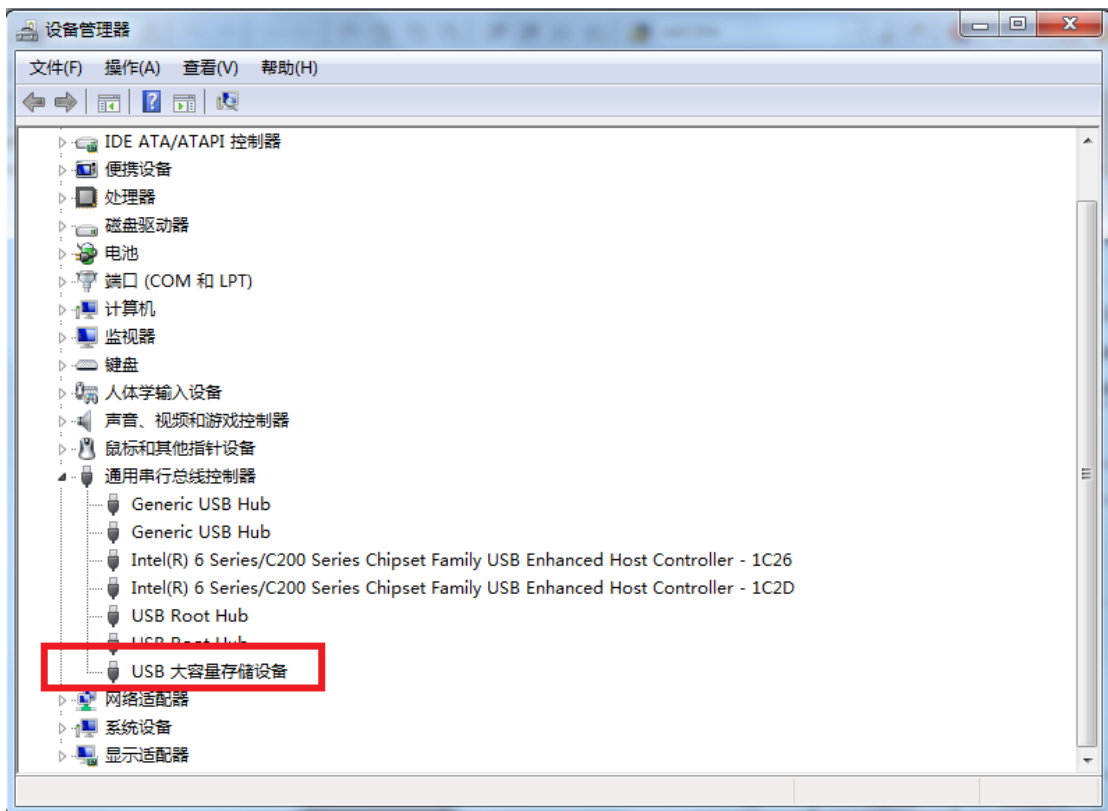 设备管理器
文件(F) 操作(A) 查看(V) 帮助(H)
IDE ATA/ATAPI 控制器
便携设备
处理器
磁盘驱动器
电池
端口 (COM 和 LPT)
计算机
监视器
键盘
人体学输入设备
声音、视频和游戏控制器
鼠标和其他指针设备
通用串行总线控制器
Generic USB Hub
Generic USB Hub
Intel(R) 6 Series/C200 Series Chipset Family USB Enhanced Host Controller - 1C26
Intel(R) 6 Series/C200 Series Chipset Family USB Enhanced Host Controller - 1C2D
USB Root Hub
USB Root Hub
USB 大容量存储设备
网络适配器
系统设备
显示适配器